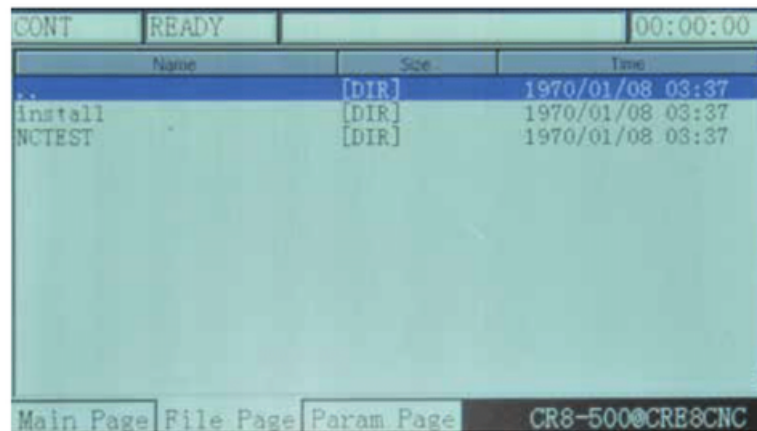 CONT READY 00:00:00
Name Size Time
.. [DIR] 1970/01/08 03:37
install [DIR] 1970/01/08 03:37
NCTEST [DIR] 1970/01/08 03:37
Main Page File Page Param Page CR8-500@CRE8CNC